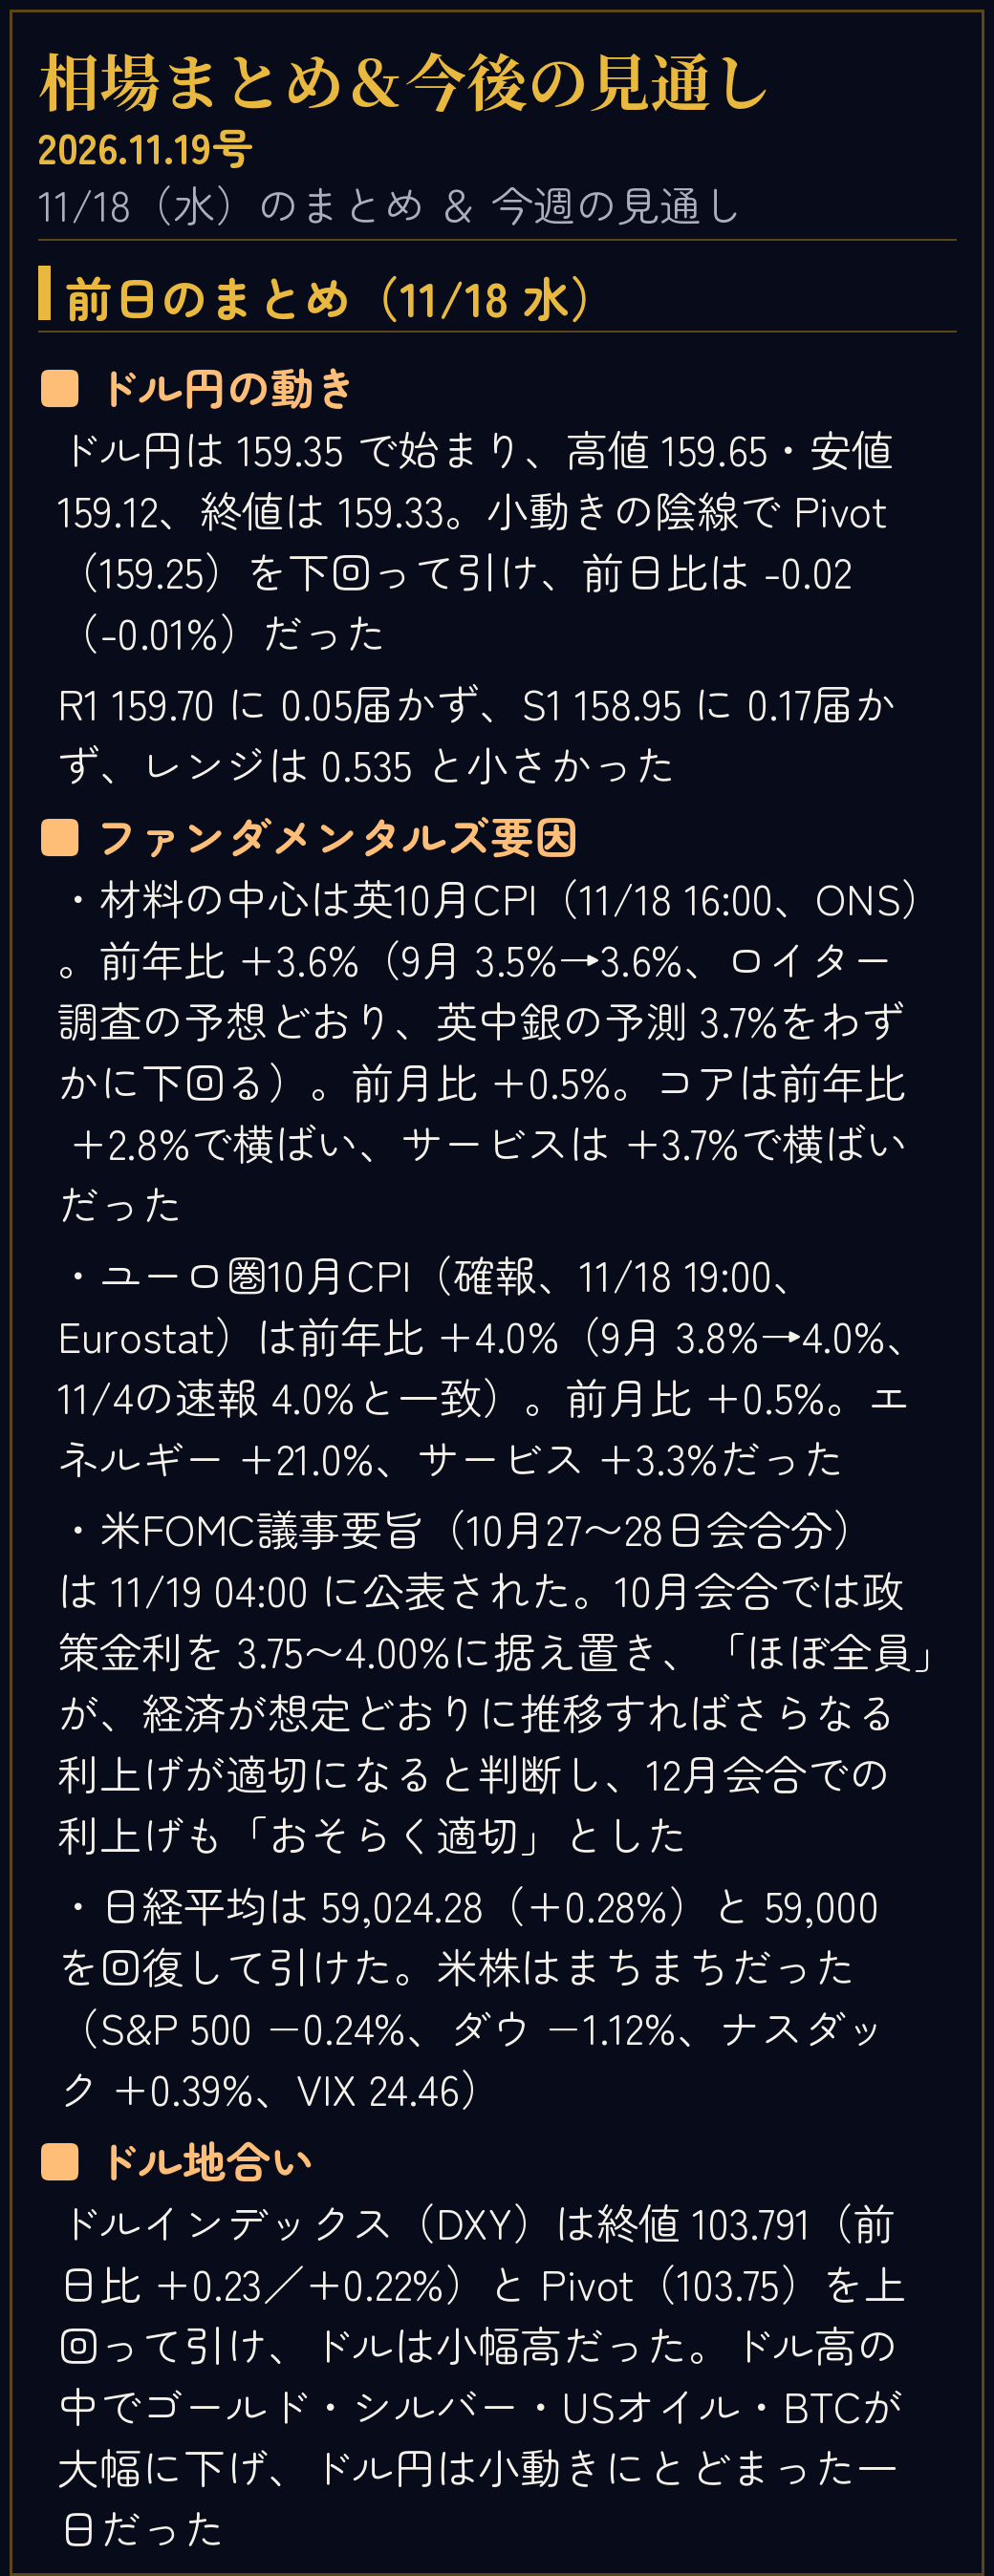 相場まとめ＆今後の見通し
2026.11.19号
11/18（水）のまとめ ＆ 今週の見通し
前日のまとめ（11/18 水）
■ ドル円の動き
ドル円は 159.35 で始まり、高値 159.65・安値
159.12、終値は 159.33。小動きの陰線で Pivot
（159.25）を下回って引け、前日比は -0.02
（-0.01%）だった
R1 159.70 に 0.05届かず、S1 158.95 に 0.17届か
ず、レンジは 0.535 と小さかった
■ ファンダメンタルズ要因
・材料の中心は英10月CPI（11/18 16:00、ONS）
。前年比 +3.6%（9月 3.5%→3.6%、ロイター
調査の予想どおり、英中銀の予測 3.7%をわず
かに下回る）。前月比 +0.5%。コアは前年比
+2.8%で横ばい、サービスは +3.7%で横ばい
だった
・ユーロ圏10月CPI（確報、11/18 19:00、
Eurostat）は前年比 +4.0%（9月 3.8%→4.0%、
11/4の速報 4.0%と一致）。前月比 +0.5%。エ
ネルギー +21.0%、サービス +3.3%だった
・米FOMC議事要旨（10月27〜28日会合分）
は 11/19 04:00 に公表された。10月会合では政
策金利を 3.75〜4.00%に据え置き、「ほぼ全員」
が、経済が想定どおりに推移すればさらなる
利上げが適切になると判断し、12月会合での
利上げも「おそらく適切」とした
・日経平均は 59,024.28（+0.28%）と 59,000
を回復して引けた。米株はまちまちだった
（S&P 500 −0.24%、ダウ −1.12%、ナスダッ
ク +0.39%、VIX 24.46）
■ ドル地合い
ドルインデックス（DXY）は終値 103.791（前
日比 +0.23／+0.22%）と Pivot（103.75）を上
回って引け、ドルは小幅高だった。ドル高の
中でゴールド・シルバー・USオイル・BTCが
大幅に下げ、ドル円は小動きにとどまった一
日だった